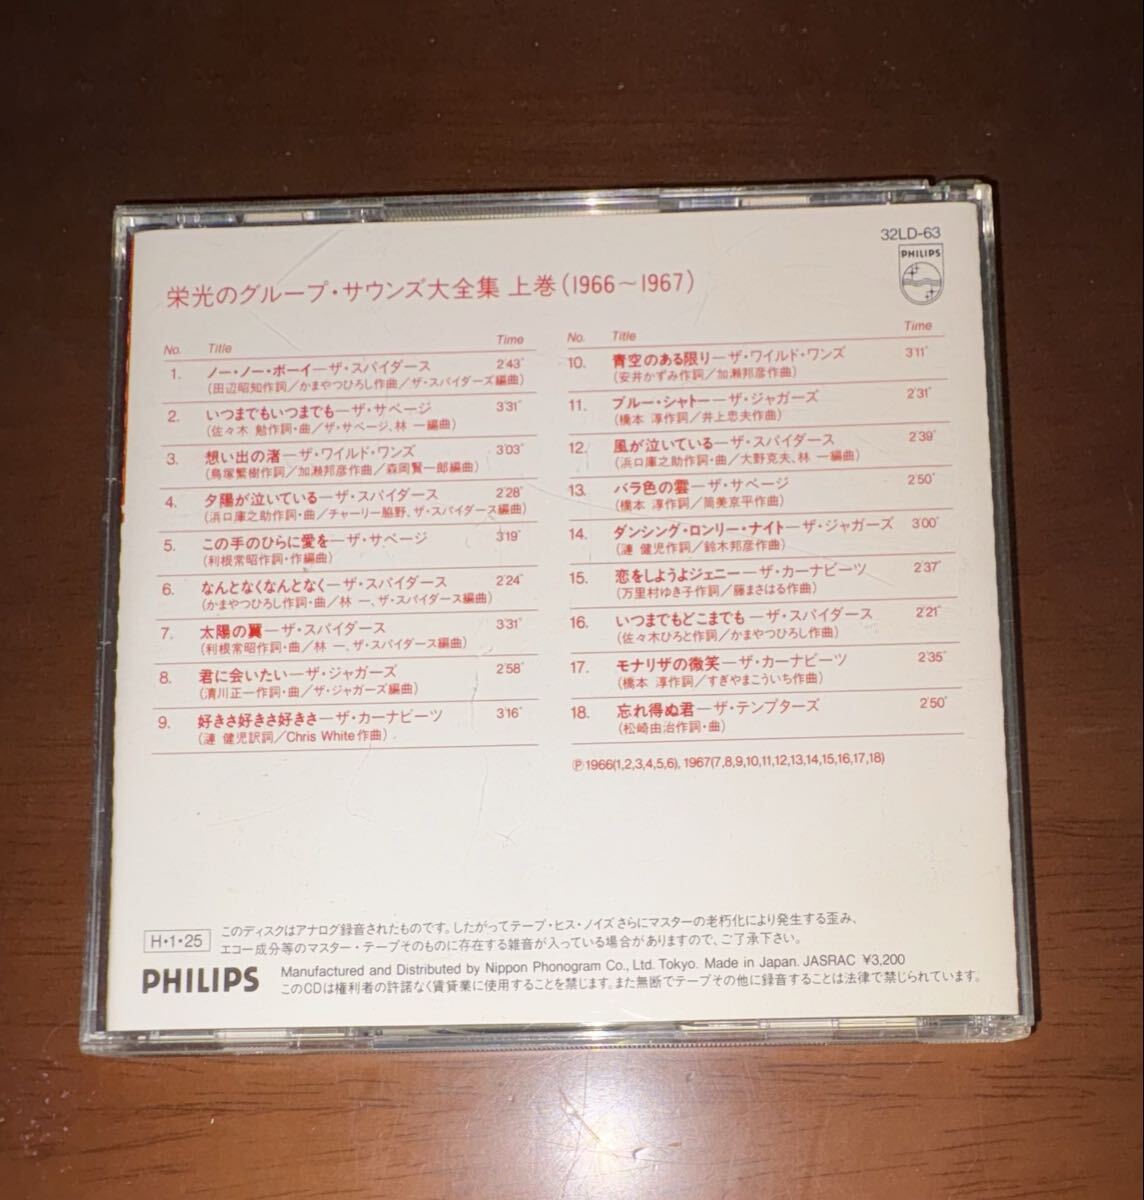 32LD-63
PHILIPS
栄光のグループ・サウンズ大全集 上巻(1966〜1967)
No. Title Time
1. ノー・ノー・ボーイ—ザ・スパイダース 2'43"
(田辺昭知作詞/かまやつひろし作曲/ザ・スパイダーズ編曲)
2. いつまでもいつまでも—ザ・サベージ 3'31"
(佐々木 勉作詞・曲/ザ・サベージ、林 一編曲)
3. 想い出の渚—ザ・ワイルド・ワンズ 3'03"
(鳥塚繁樹作詞/加瀬邦彦作曲/森岡賢一郎編曲)
4. 夕陽が泣いている—ザ・スパイダース 2'28"
(浜口庫之助作詞・曲/チャーリー脇野、ザ・スパイダース編曲)
5. この手のひらに愛を—ザ・サベージ 3'19"
(利根常昭作詞・作編曲)
6. なんとなくなんとなく—ザ・スパイダース 2'24"
(かまやつひろし作詞・曲/林 一、ザ・スパイダース編曲)
7. 太陽の翼—ザ・スパイダース 3'31"
(利根常昭作詞・曲/林 一、ザ・スパイダース編曲)
8. 君に会いたい—ザ・ジャガーズ 2'58"
(清川正一作詞・曲/ザ・ジャガーズ編曲)
9. 好きさ好きさ好きさ—ザ・カーナビーツ 3'16"
(漣 健児訳詞/Chris White作曲)
No. Title Time
10. 青空のある限り—ザ・ワイルド・ワンズ 3'11"
(安井かずみ作詞/加瀬邦彦作曲)
11. ブルー・シャトー—ザ・ジャガーズ 2'31"
(橋本 淳作詞/井上忠夫作曲)
12. 風が泣いている—ザ・スパイダース 2'39"
(浜口庫之助作詞・曲/大野克夫、林 一編曲)
13. バラ色の雲—ザ・サベージ 2'50"
(橋本 淳作詞/筒美京平作曲)
14. ダンシング・ロンリー・ナイト—ザ・ジャガーズ 3'00"
(漣 健児作詞/鈴木邦彦作曲)
15. 恋をしようよジェニー—ザ・カーナビーツ 2'37"
(万里村ゆき子作詞/藤まさはる作曲)
16. いつまでもどこまでも—ザ・スパイダース 2'21"
(佐々木ひろと作詞/かまやつひろし作曲)
17. モナリザの微笑—ザ・カーナビーツ 2'35"
(橋本 淳作詞/すぎやまこういち作曲)
18. 忘れ得ぬ君—ザ・テンプターズ 2'50"
(松崎由治作詞・曲)
Ⓟ1966(1,2,3,4,5,6), 1967(7,8,9,10,11,12,13,14,15,16,17,18)
H・1・25
このディスクはアナログ録音されたものです。したがってテープ・ヒス・ノイズさらにマスターの老朽化により発生する歪み、
エコー成分等のマスター・テープそのものに存在する雑音が入っている場合がありますので、ご了承下さい。
PHILIPS
Manufactured and Distributed by Nippon Phonogram Co., Ltd. Tokyo. Made in Japan. JASRAC ¥3,200
このCDは権利者の許諾なく賃貸業に使用することを禁じます。また無断でテープその他に録音することは法律で禁じられています。